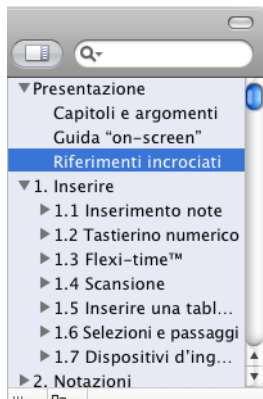 Presentazione
Capitoli e argomenti
Guida “on-screen”
Riferimenti incrociati
1. Inserire
1.1 Inserimento note
1.2 Tastierino numerico
1.3 Flexi-time™
1.4 Scansione
1.5 Inserire una tabl...
1.6 Selezioni e passaggi
1.7 Dispositivi d’ing...
2. Notazioni